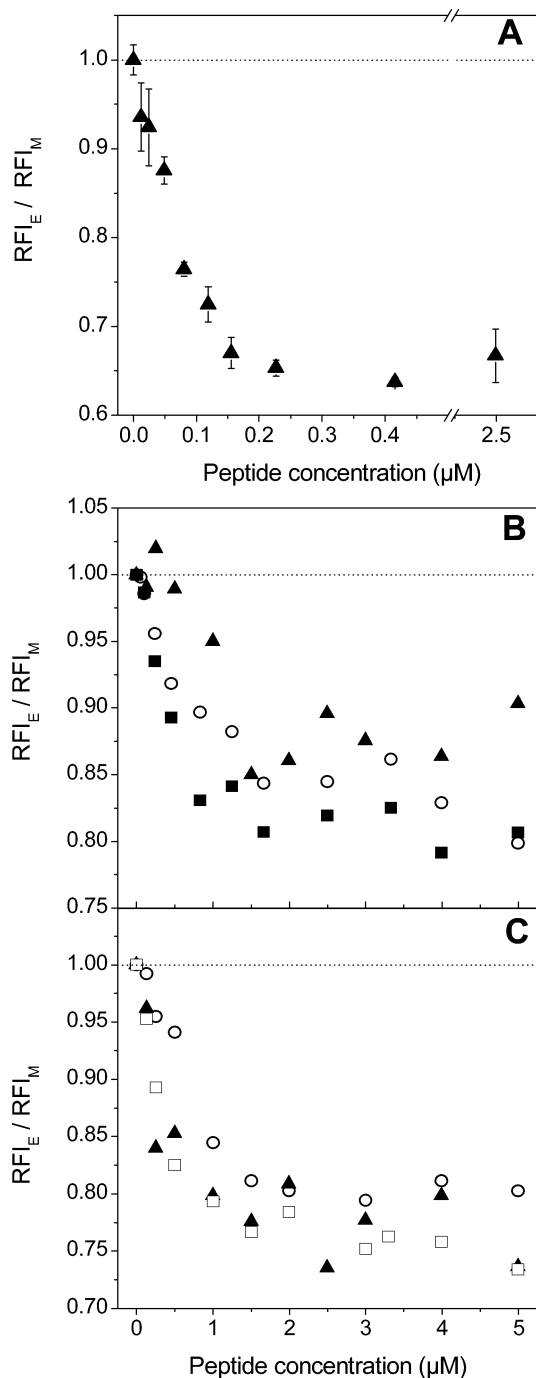 A
1.0
0.9
0.8
0.7
0.6
RFI_E / RFI_M
0.0 0.1 0.2 0.3 0.4 2.5
Peptide concentration (µM)
B
1.05
1.00
0.95
0.90
0.85
0.80
0.75
RFI_E / RFI_M
C
1.00
0.95
0.90
0.85
0.80
0.75
0.70
RFI_E / RFI_M
0 1 2 3 4 5
Peptide concentration (µM)